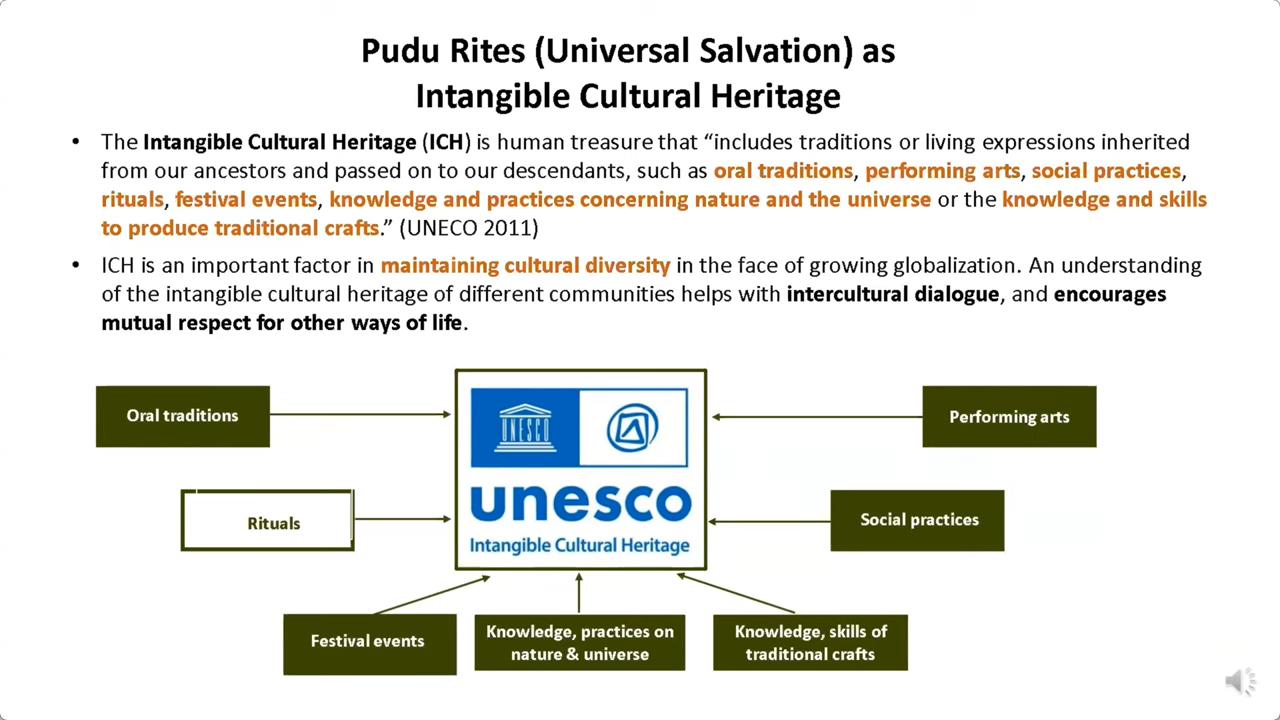 Pudu Rites (Universal Salvation) as
Intangible Cultural Heritage
• The Intangible Cultural Heritage (ICH) is human treasure that “includes traditions or living expressions inherited
from our ancestors and passed on to our descendants, such as oral traditions, performing arts, social practices,
rituals, festival events, knowledge and practices concerning nature and the universe or the knowledge and skills
to produce traditional crafts.” (UNECO 2011)
• ICH is an important factor in maintaining cultural diversity in the face of growing globalization. An understanding
of the intangible cultural heritage of different communities helps with intercultural dialogue, and encourages
mutual respect for other ways of life.
Oral traditions
UNESCO
Performing arts
unesco
Intangible Cultural Heritage
Rituals
Social practices
Festival events
Knowledge, practices on
nature & universe
Knowledge, skills of
traditional crafts